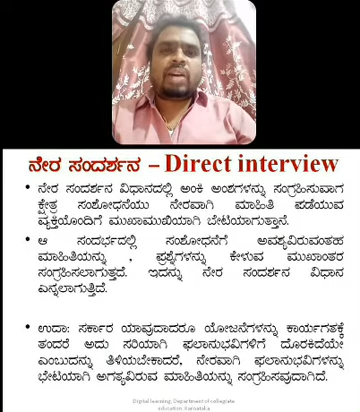 ನೇರ ಸಂದರ್ಶನ – Direct interview
• ನೇರ ಸಂದರ್ಶನ ವಿಧಾನದಲ್ಲಿ ಅಂಕಿ ಅಂಶಗಳನ್ನು ಸಂಗ್ರಹಿಸುವಾಗ
ಕ್ಷೇತ್ರ ಸಂಶೋಧನೆಯು ನೇರವಾಗಿ ಮಾಹಿತಿ ಪಡೆಯುವ
ವ್ಯಕ್ತಿಯೊಂದಿಗೆ ಮುಖಾಮುಖಿಯಾಗಿ ಬೇಟಿಯಾಗುತ್ತಾನೆ.
• ಆ ಸಂದರ್ಭದಲ್ಲಿ ಸಂಶೋಧನೆಗೆ ಅವಶ್ಯವಿರುವಂತಹ
ಮಾಹಿತಿಯನ್ನು , ಪ್ರಶ್ನೆಗಳನ್ನು ಕೇಳುವ ಮುಖಾಂತರ
ಸಂಗ್ರಹಿಸಲಾಗುತ್ತದೆ. ಇದನ್ನು ನೇರ ಸಂದರ್ಶನ ವಿಧಾನ
ಎನ್ನಲಾಗುತ್ತಿದೆ.
• ಉದಾ: ಸರ್ಕಾರ ಯಾವುದಾದರೂ ಯೋಜನೆಗಳನ್ನು ಕಾರ್ಯಗತಕ್ಕೆ
ತಂದರೆ ಅದು ಸರಿಯಾಗಿ ಫಲಾನುಭವಿಗಳಿಗೆ ದೊರಕಿದೆಯೇ
ಎಂಬುದನ್ನು ತಿಳಿಯಬೇಕಾದರೆ, ನೇರವಾಗಿ ಫಲಾನುಭವಿಗಳನ್ನು
ಭೇಟಿಯಾಗಿ ಅಗತ್ಯವಿರುವ ಮಾಹಿತಿಯನ್ನು ಸಂಗ್ರಹಿಸುವುದಾಗಿದೆ.
Digital learning; Department of collegiate
education, Karnataka